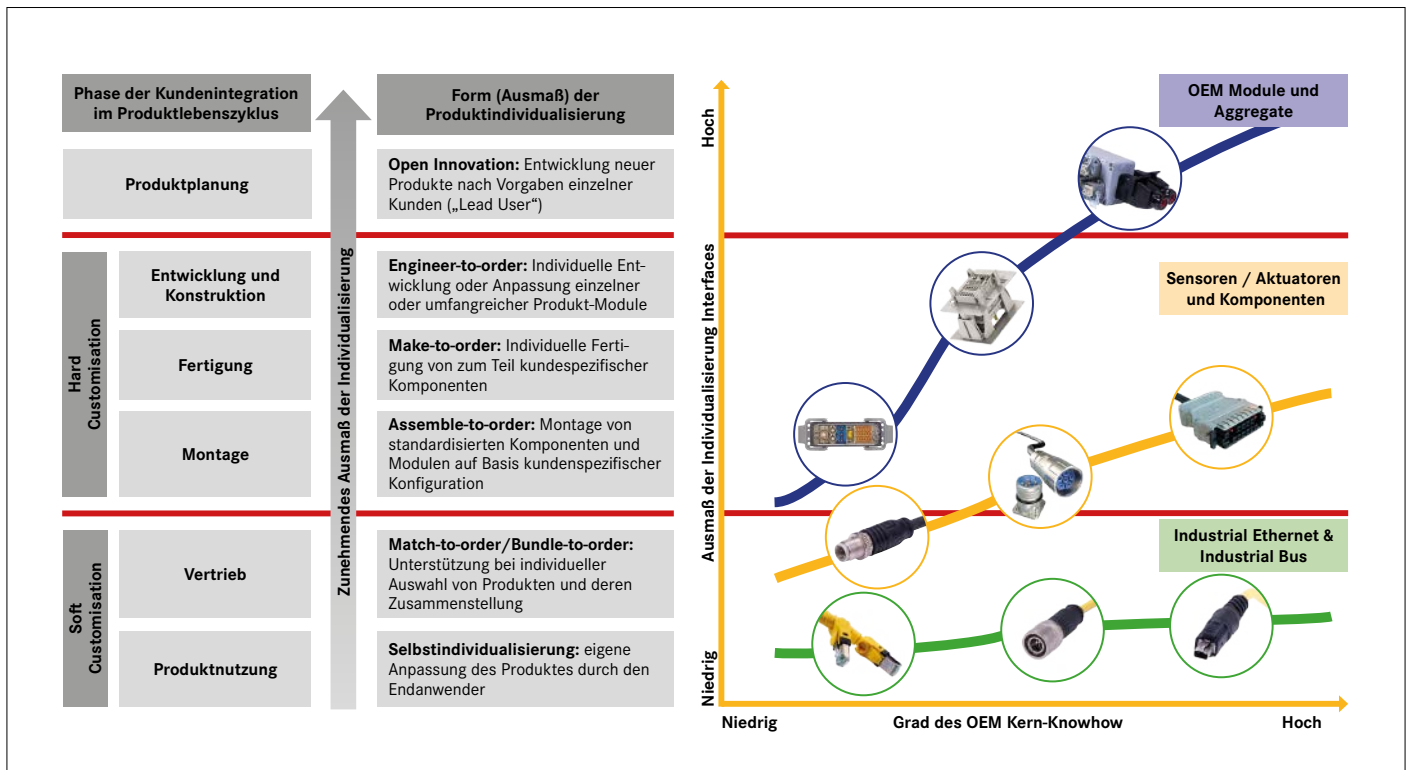 Phase der Kundenintegration
im Produktlebenszyklus
Form (Ausmaß) der
Produktindividualisierung
Zunehmendes Ausmaß der Individualisierung
Produktplanung
Open Innovation: Entwicklung neuer
Produkte nach Vorgaben einzelner
Kunden („Lead User“)
Hard
Customisation
Entwicklung und
Konstruktion
Engineer-to-order: Individuelle Ent-
wicklung oder Anpassung einzelner
oder umfangreicher Produkt-Module
Fertigung
Make-to-order: Individuelle Ferti-
gung von zum Teil kundespezifischer
Komponenten
Montage
Assemble-to-order: Montage von
standardisierten Komponenten und
Modulen auf Basis kundenspezifischer
Konfiguration
Soft
Customisation
Vertrieb
Match-to-order/Bundle-to-order:
Unterstützung bei individueller
Auswahl von Produkten und deren
Zusammenstellung
Produktnutzung
Selbstindividualisierung: eigene
Anpassung des Produktes durch den
Endanwender
Hoch
Ausmaß der Individualisierung Interfaces
Niedrig
OEM Module und
Aggregate
Sensoren / Aktuatoren
und Komponenten
Industrial Ethernet &
Industrial Bus
Niedrig
Grad des OEM Kern-Knowhow
Hoch